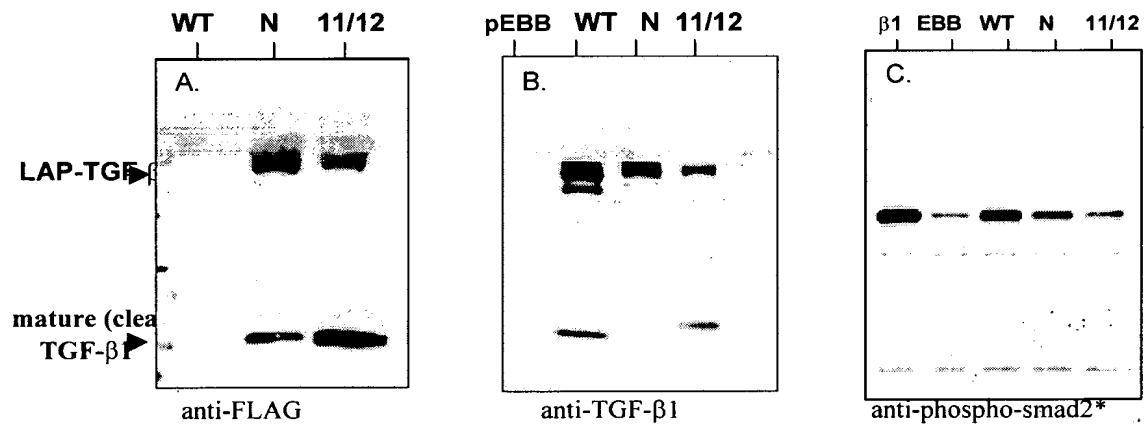 WT N 11/12
pEBB WT N 11/12
β1 EBB WT N 11/12
A.
B.
C.
LAP-TGF-β
mature (clea
TGF-β1
anti-FLAG
anti-TGF-β1
anti-phospho-smad2*